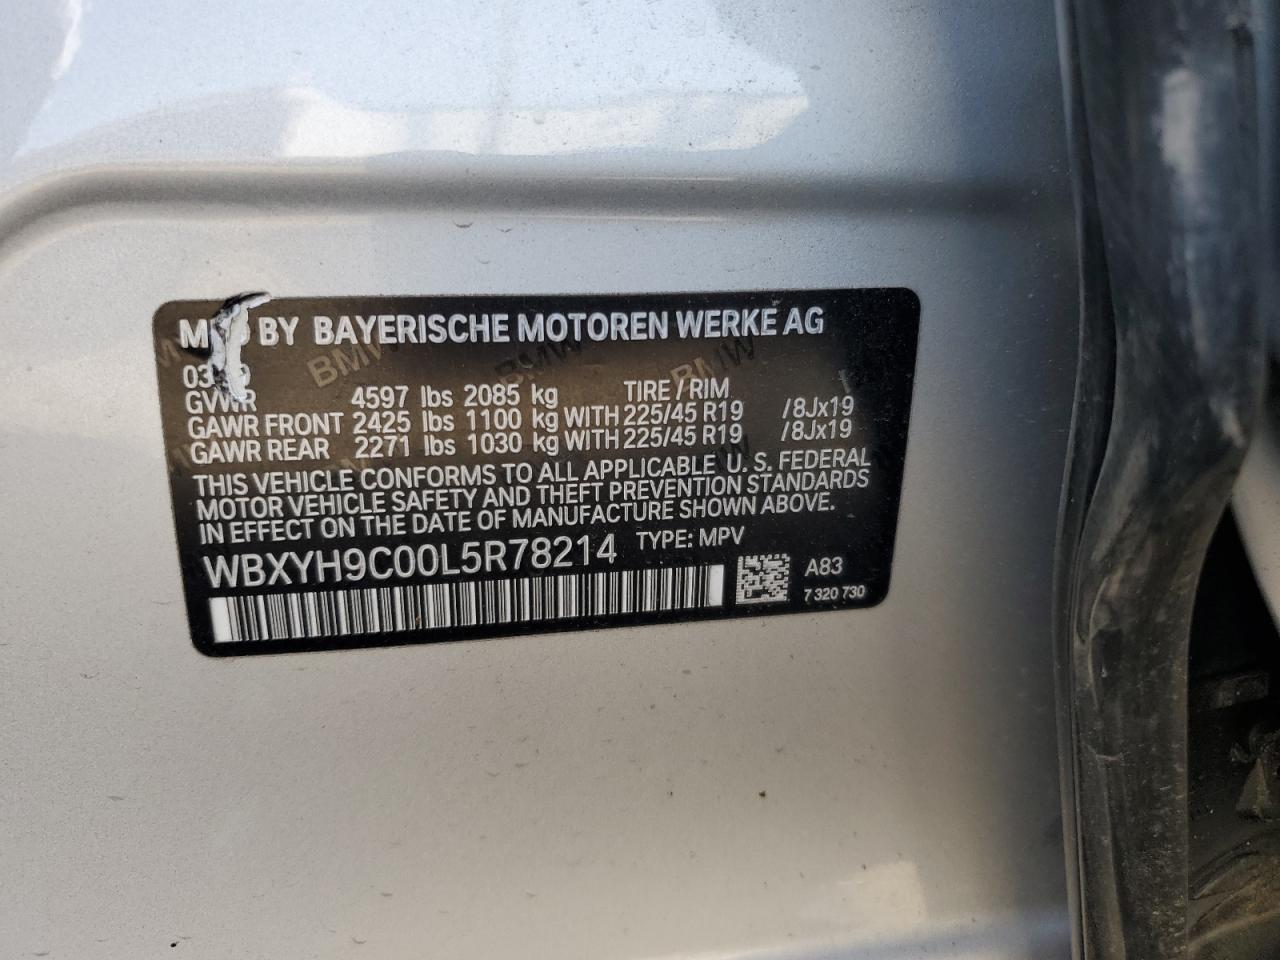 BY BAYERISCHE MOTOREN WERKE AG
GVWR 4597 lbs 2085 kg TIRE / RIM
GAWR FRONT 2425 lbs 1100 kg WITH 225/45 R19 /8Jx19
GAWR REAR 2271 lbs 1030 kg WITH 225/45 R19 /8Jx19
THIS VEHICLE CONFORMS TO ALL APPLICABLE U. S. FEDERAL
MOTOR VEHICLE SAFETY AND THEFT PREVENTION STANDARDS
IN EFFECT ON THE DATE OF MANUFACTURE SHOWN ABOVE.
WBXYH9C00L5R78214 TYPE: MPV
A83
7 320 730